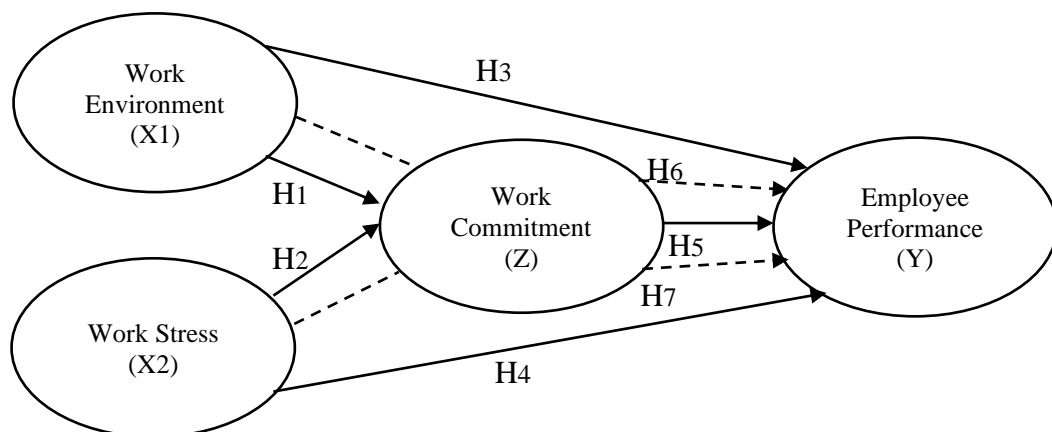 Work
Environment
(X1)
H3
H1
H2
Work
Commitment
(Z)
H6
H5
H7
Employee
Performance
(Y)
Work Stress
(X2)
H4